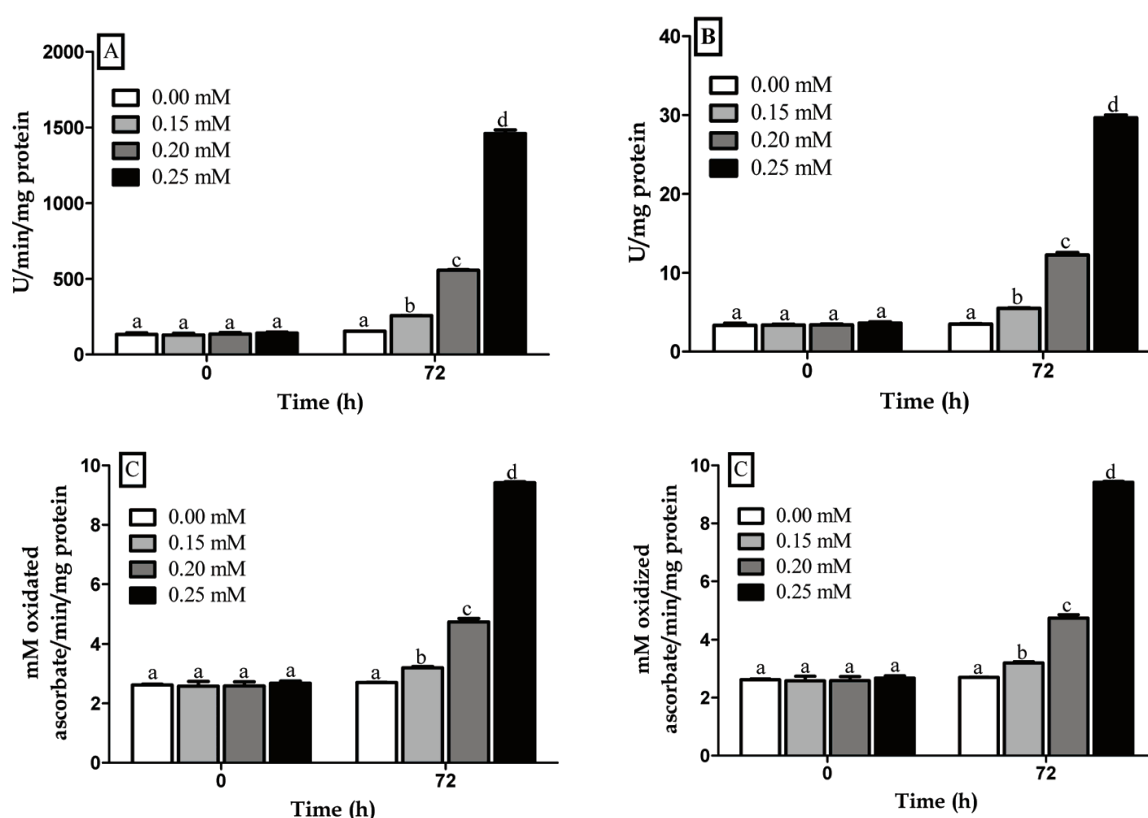 A
U/min/mg protein
2000
1500
1000
500
0
0.00 mM
0.15 mM
0.20 mM
0.25 mM
a
a
a
a
a
b
c
d
0
72
Time (h)
B
U/mg protein
40
30
20
10
0
0.00 mM
0.15 mM
0.20 mM
0.25 mM
a
a
a
a
a
b
c
d
0
72
Time (h)
C
mM oxidated
ascorbate/min/mg protein
10
8
6
4
2
0
0.00 mM
0.15 mM
0.20 mM
0.25 mM
a
a
a
a
a
b
c
d
0
72
Time (h)
C
mM oxidized
ascorbate/min/mg protein
10
8
6
4
2
0
0.00 mM
0.15 mM
0.20 mM
0.25 mM
a
a
a
a
a
b
c
d
0
72
Time (h)